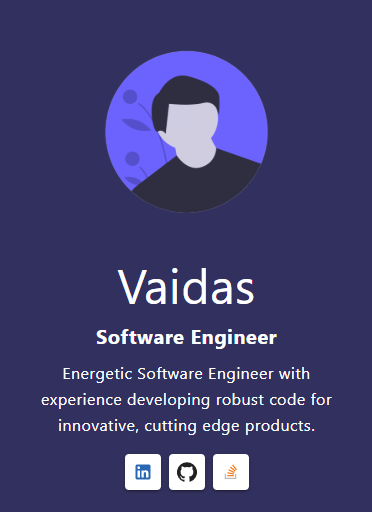 Vaidas
Software Engineer
Energetic Software Engineer with
experience developing robust code for
innovative, cutting edge products.
in